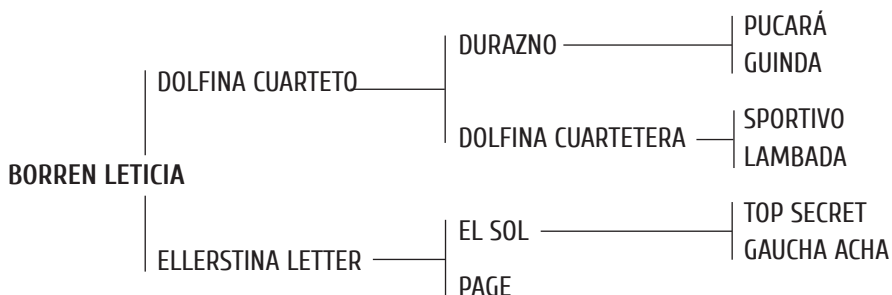 PUCARÁ
DURAZNO
GUINDA
DOLFINA CUARTETO
SPORTIVO
DOLFINA CUARTETERA
LAMBADA
BORREN LETICIA
TOP SECRET
EL SOL
GAUCHA ACHA
ELLERSTINA LETTER
PAGE